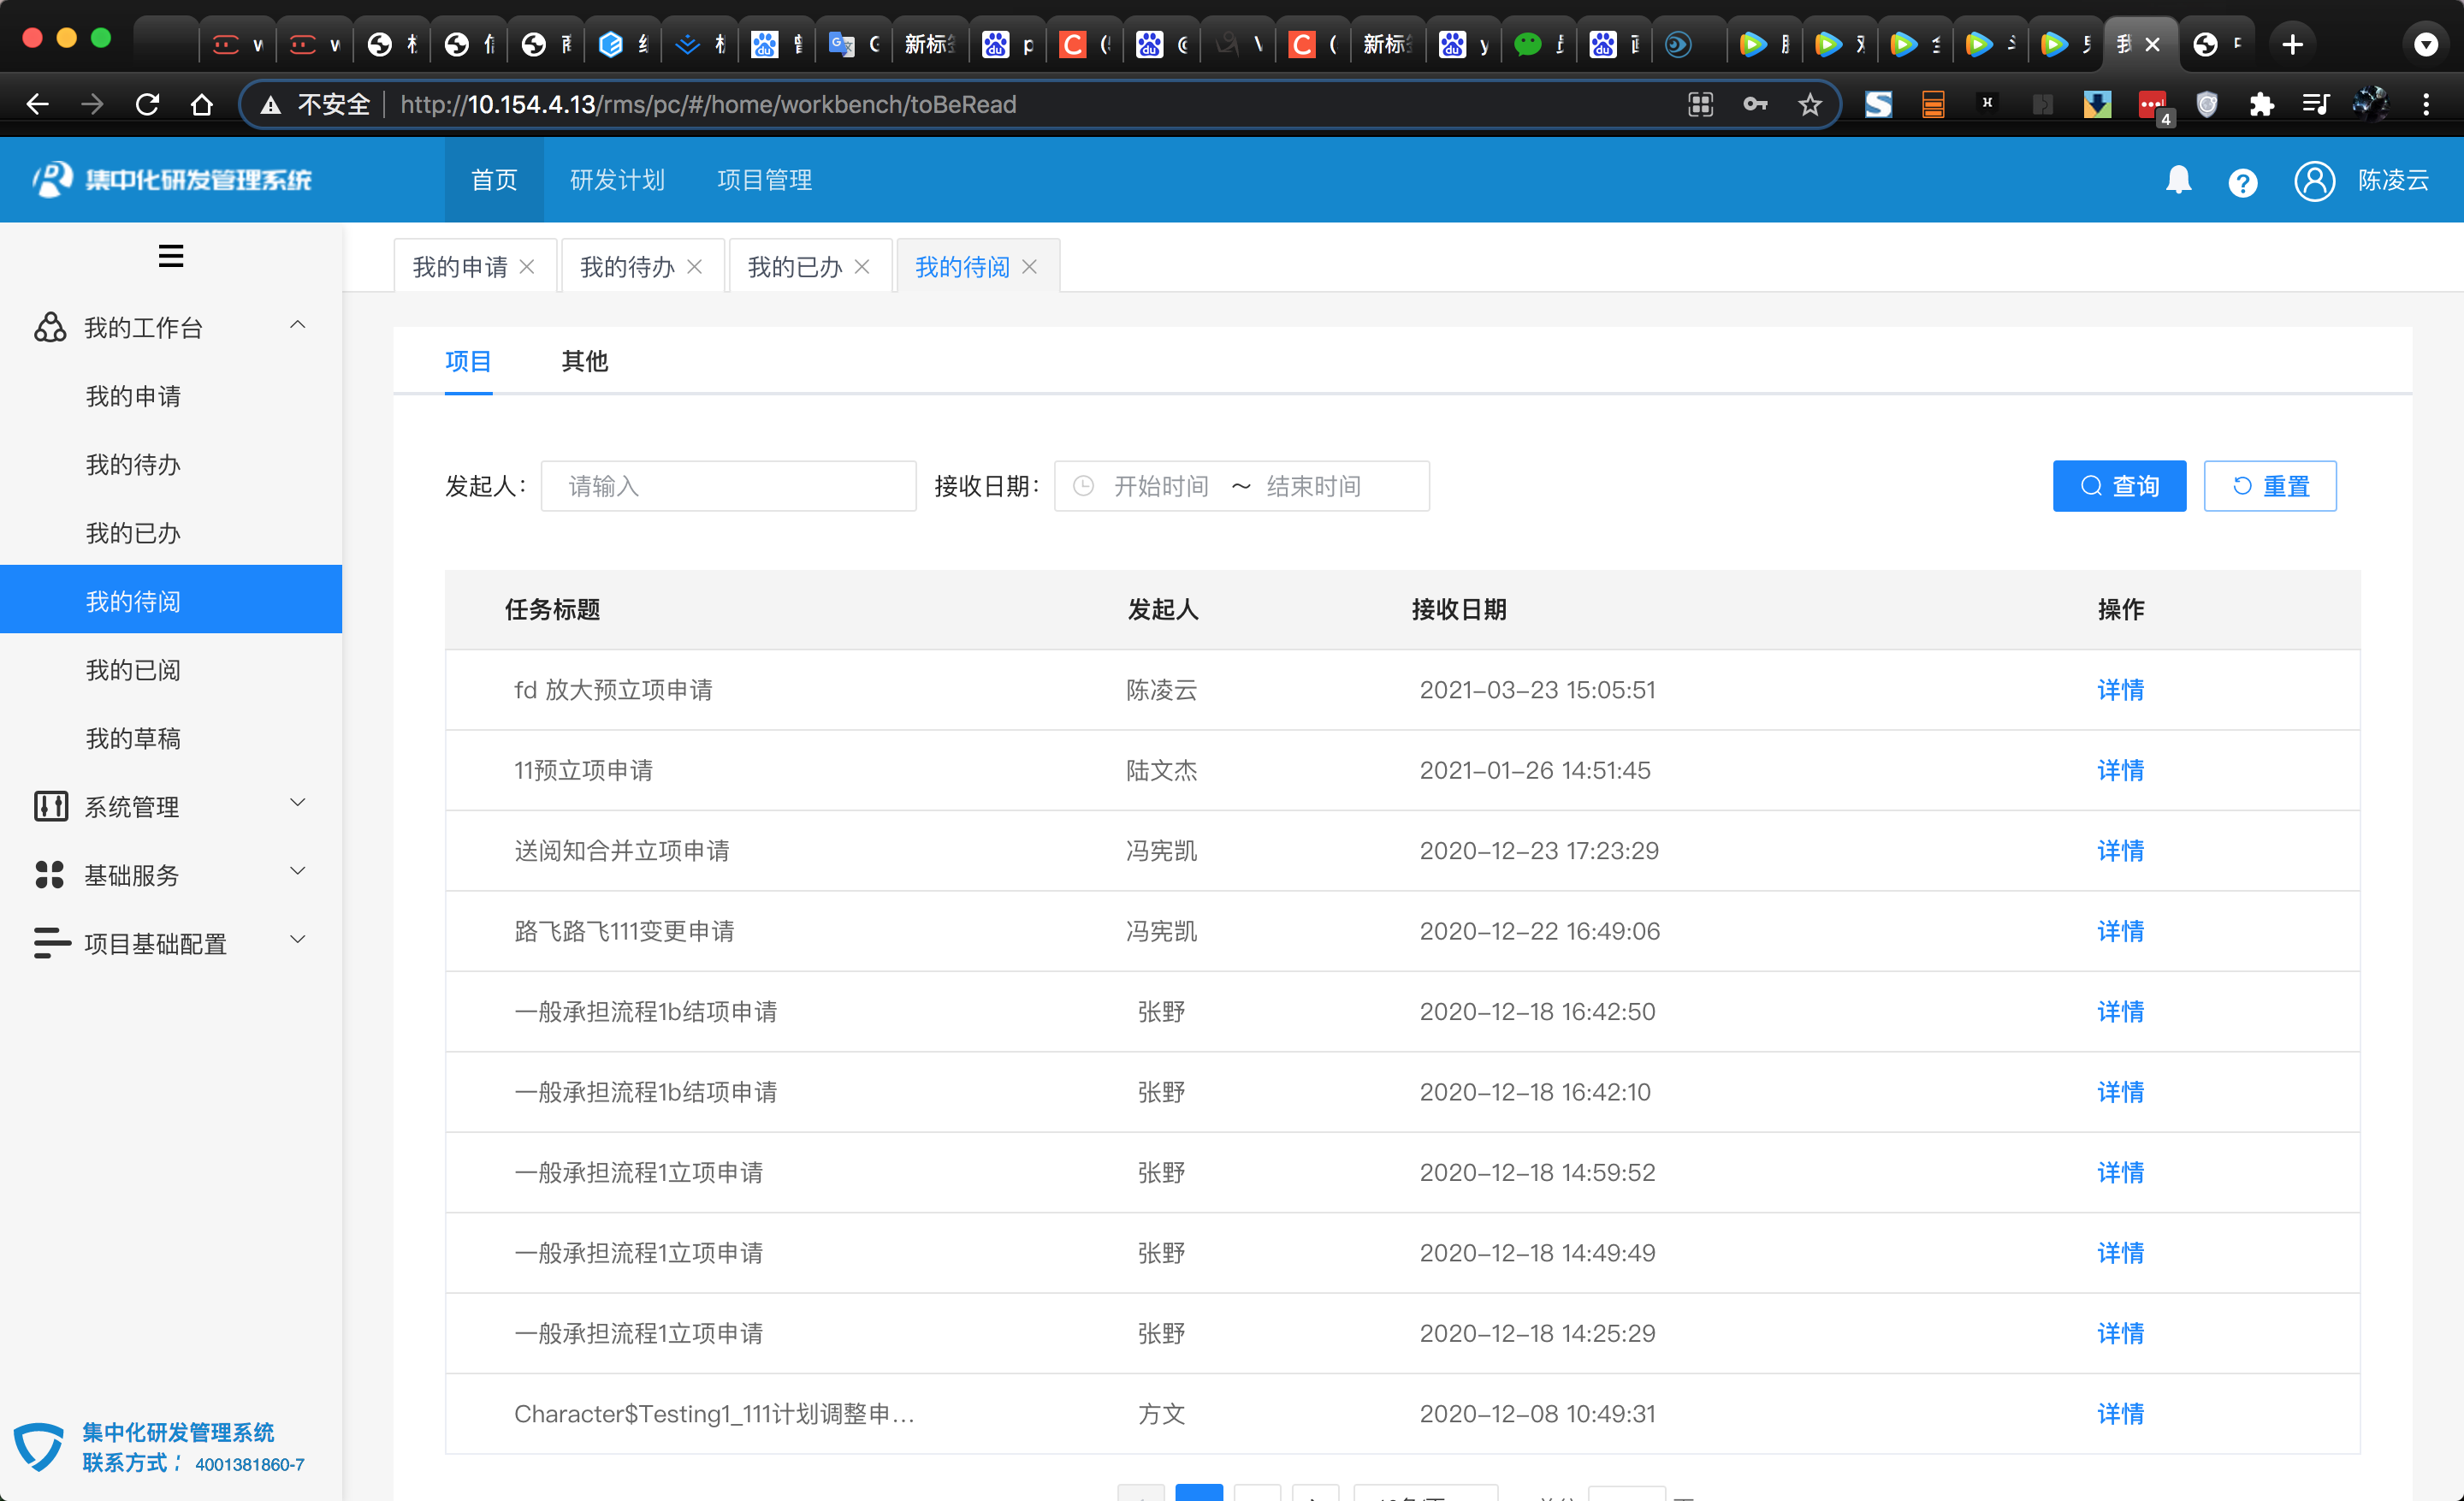 新标
新标
不安全 http://10.154.4.13/rms/pc/#/home/workbench/toBeRead
4
集中化研发管理系统 首页 研发计划 项目管理 陈凌云
我的申请 我的待办 我的已办 我的待阅
我的工作台
我的申请
我的待办
我的已办
我的待阅
我的已阅
我的草稿
系统管理
基础服务
项目基础配置
集中化研发管理系统
联系方式: 4001381860-7
项目 其他
发起人: 请输入 接收日期: 开始时间 ~ 结束时间 查询 重置
任务标题 发起人 接收日期 操作
fd 放大预立项申请 陈凌云 2021-03-23 15:05:51 详情
11预立项申请 陆文杰 2021-01-26 14:51:45 详情
送阅知合并立项申请 冯宪凯 2020-12-23 17:23:29 详情
路飞路飞111变更申请 冯宪凯 2020-12-22 16:49:06 详情
一般承担流程1b结项申请 张野 2020-12-18 16:42:50 详情
一般承担流程1b结项申请 张野 2020-12-18 16:42:10 详情
一般承担流程1立项申请 张野 2020-12-18 14:59:52 详情
一般承担流程1立项申请 张野 2020-12-18 14:49:49 详情
一般承担流程1立项申请 张野 2020-12-18 14:25:29 详情
Character$Testing1_111计划调整申... 方文 2020-12-08 10:49:31 详情